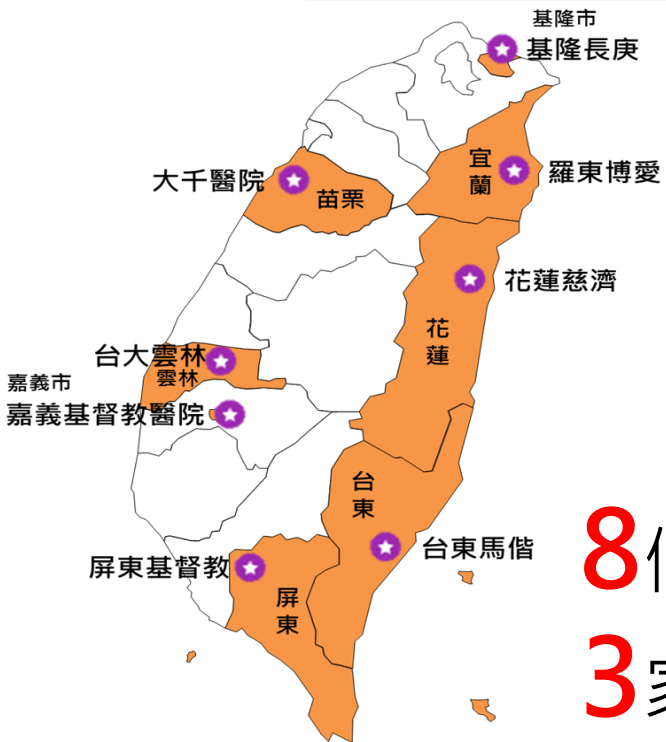 基隆市
基隆長庚
宜蘭
羅東博愛
大千醫院
苗栗
花蓮慈濟
花蓮
台大雲林
雲林
嘉義市
嘉義基督教醫院
台東
台東馬偕
屏東基督教
屏東
8
3家